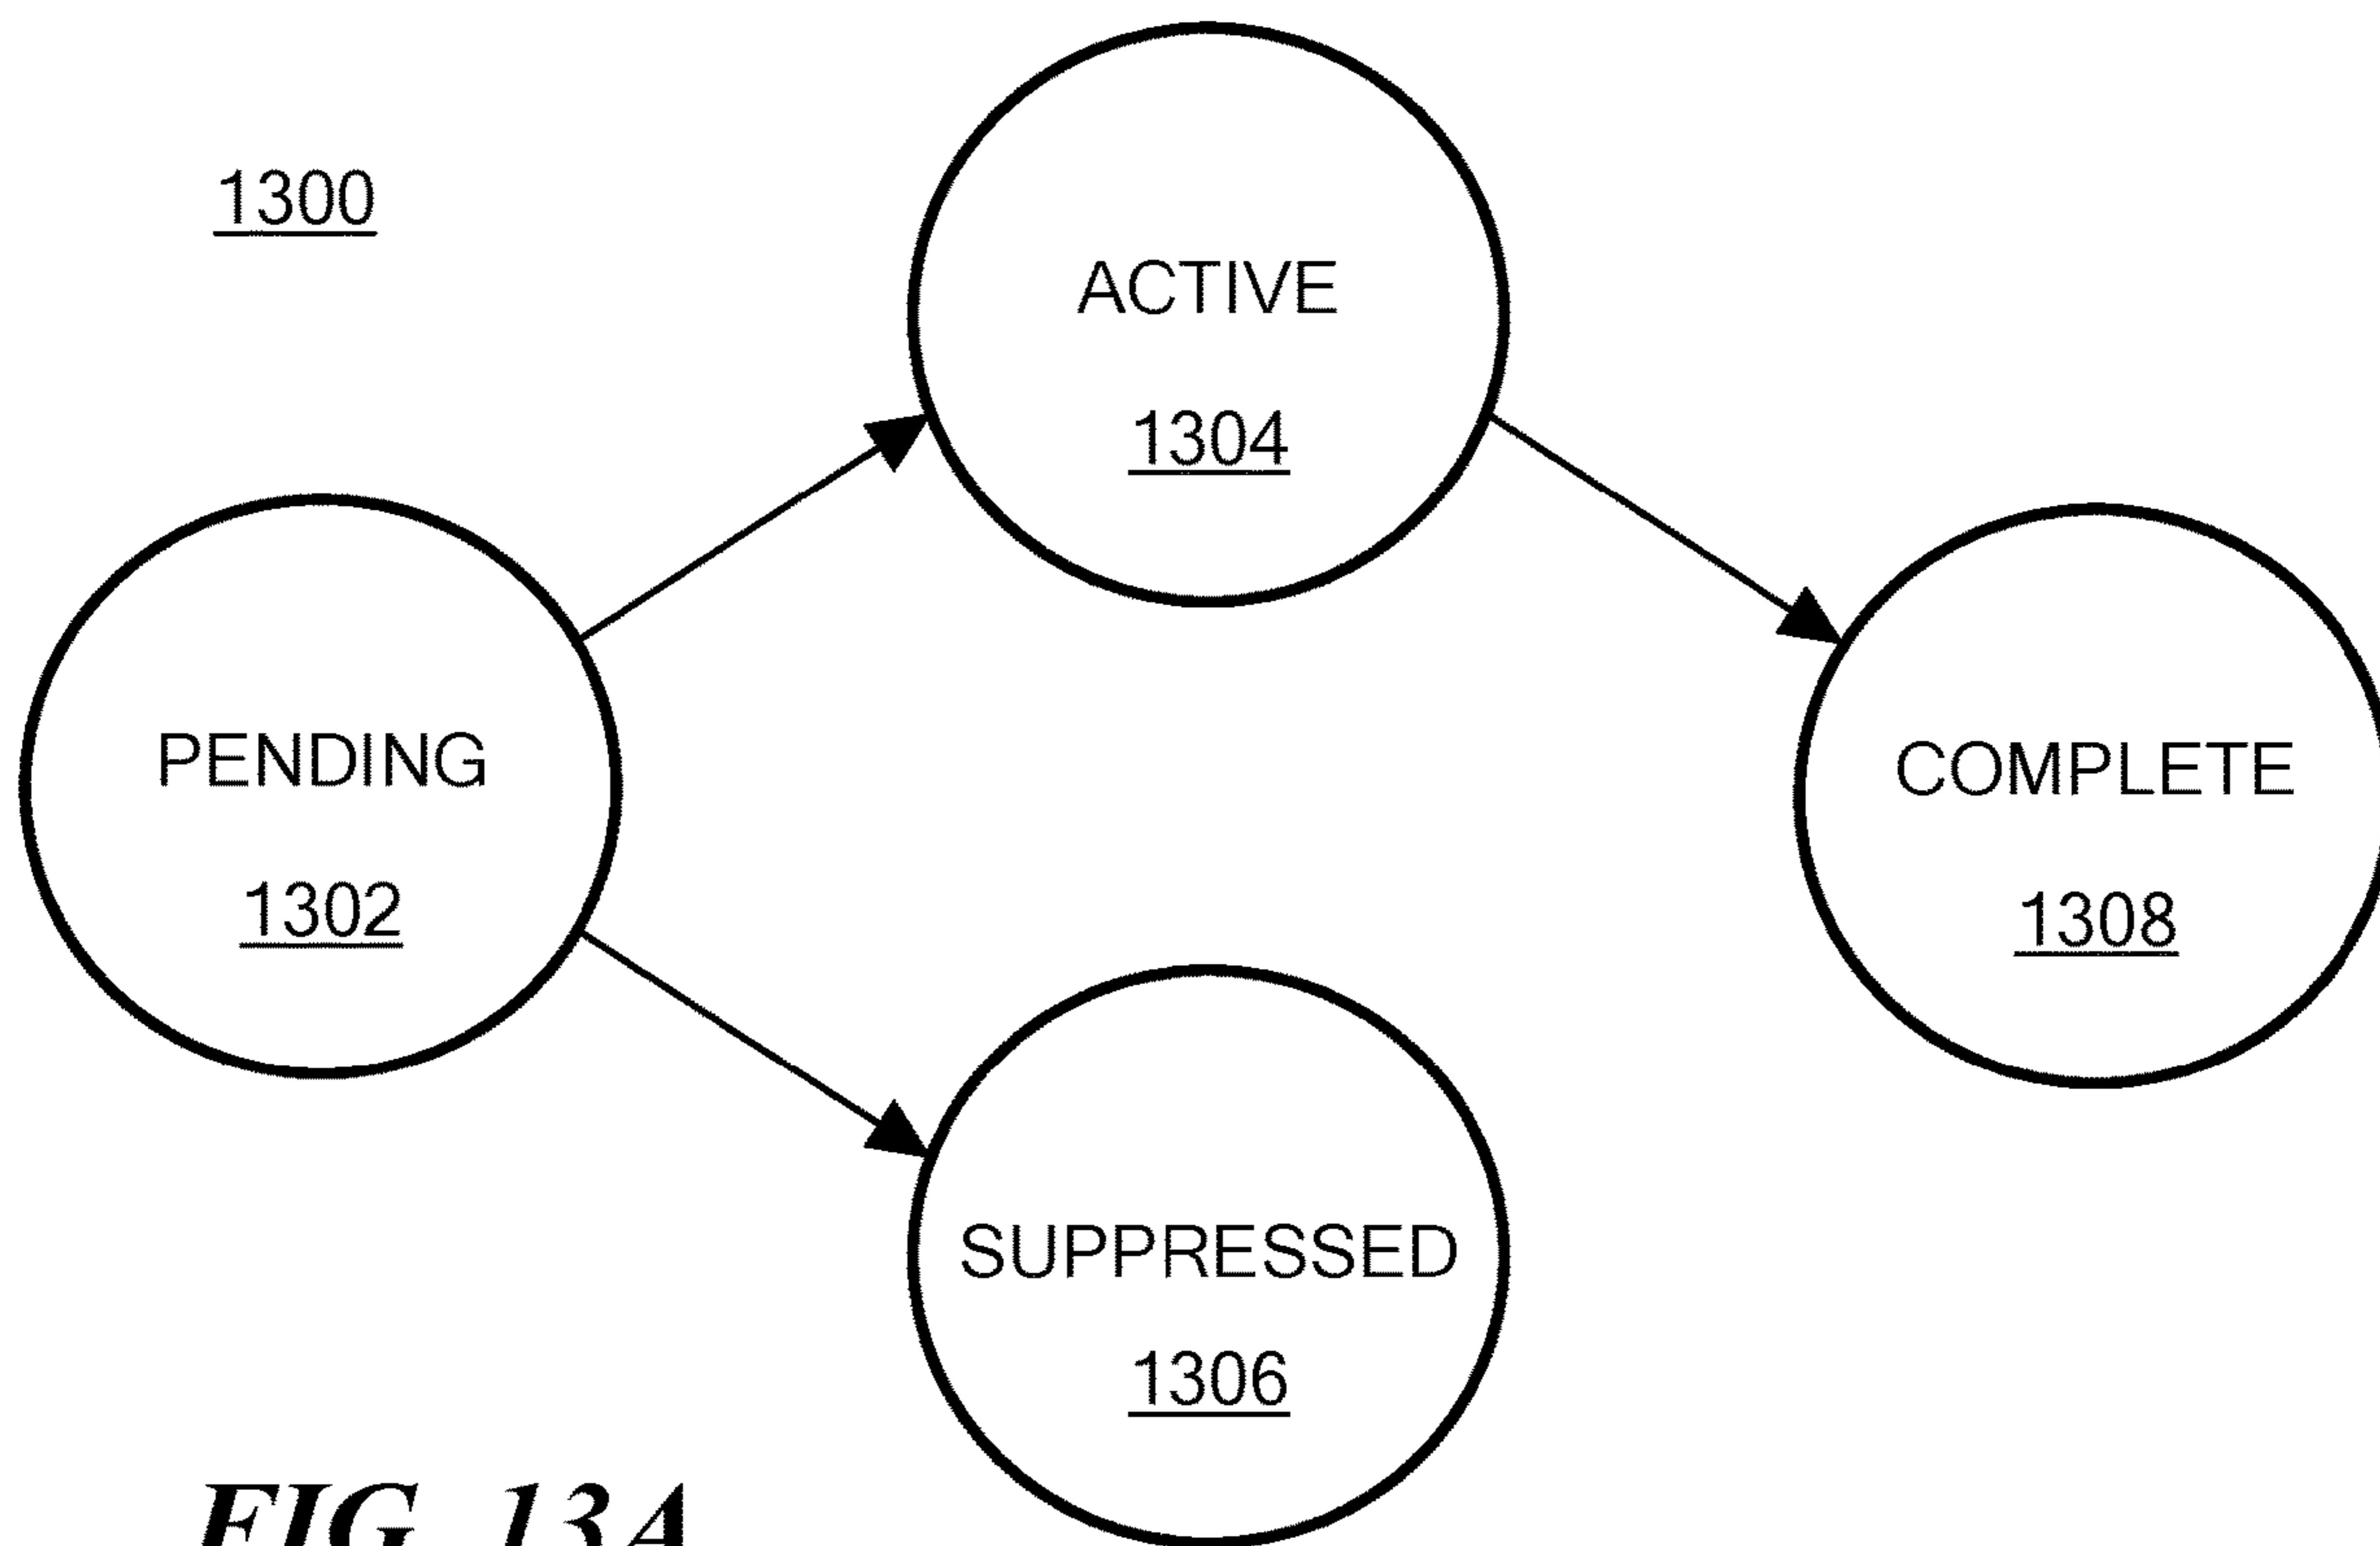 1300
ACTIVE
1304
PENDING
1302
COMPLETE
1308
SUPPRESSED
1306
FIG. 13A